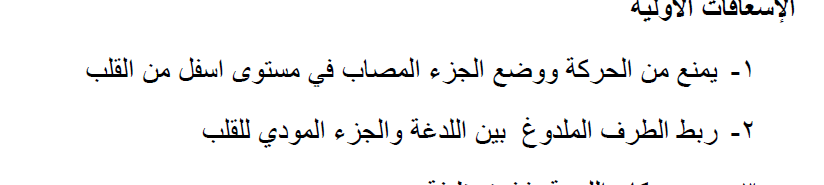 الإسعافات الأولية
١- يمنع من الحركة ووضع الجزء المصاب في مستوى اسفل من القلب
٢- ربط الطرف الملدوغ بين اللدغة والجزء المودي للقلب